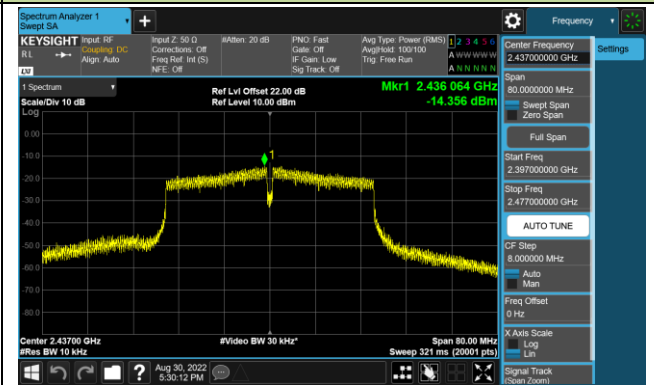 Spectrum Analyzer 1
Swept SA
Frequency
KEYSIGHT
Input: RF
Coupling: DC
Align: Auto
Input Z: 50 Ω
Corrections: Off
Freq Ref: Int (S)
NFE: Off
#Atten: 20 dB
PNO: Fast
Gate: Off
IF Gain: Low
Sig Track: Off
Avg Type: Power (RMS)
Avg|Hold: 100/100
Trig: Free Run
1 2 3 4 5 6
A W W W W W
A N N N N N
R L
LXI
1 Spectrum
Scale/Div 10 dB
Log
Ref Lvl Offset 22.00 dB
Ref Level 10.00 dBm
Mkr1 2.436 064 GHz
-14.356 dBm
0.00
-10.0
-20.0
-30.0
-40.0
-50.0
-60.0
-70.0
-80.0
1
Center 2.43700 GHz
#Res BW 10 kHz
#Video BW 30 kHz*
Span 80.00 MHz
Sweep 321 ms (20001 pts)
Aug 30, 2022
5:30:12 PM
Center Frequency
2.437000000 GHz
Span
80.0000000 MHz
Swept Span
Zero Span
Full Span
Start Freq
2.397000000 GHz
Stop Freq
2.477000000 GHz
AUTO TUNE
CF Step
8.000000 MHz
Auto
Man
Freq Offset
0 Hz
X Axis Scale
Log
Lin
Signal Track
(Span Zoom)
Settings